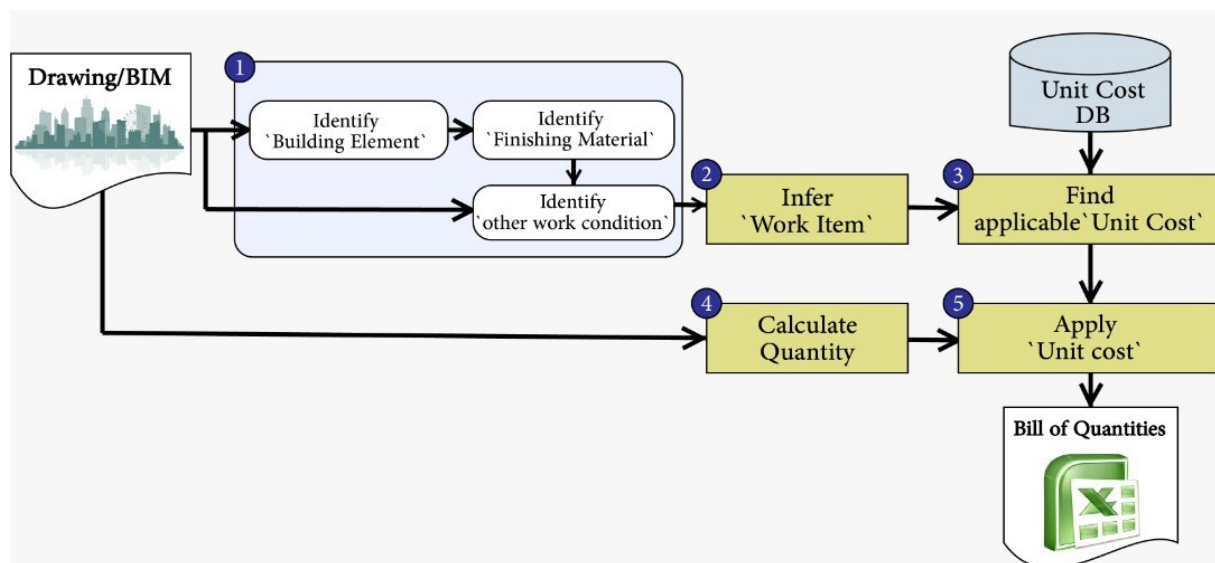 Drawing/BIM
1
Identify
`Building Element`
Identify
`Finishing Material`
Identify
`other work condition`
2
Infer
`Work Item`
Unit Cost
DB
3
Find
applicable`Unit Cost`
4
Calculate
Quantity
5
Apply
`Unit cost`
Bill of Quantities
X